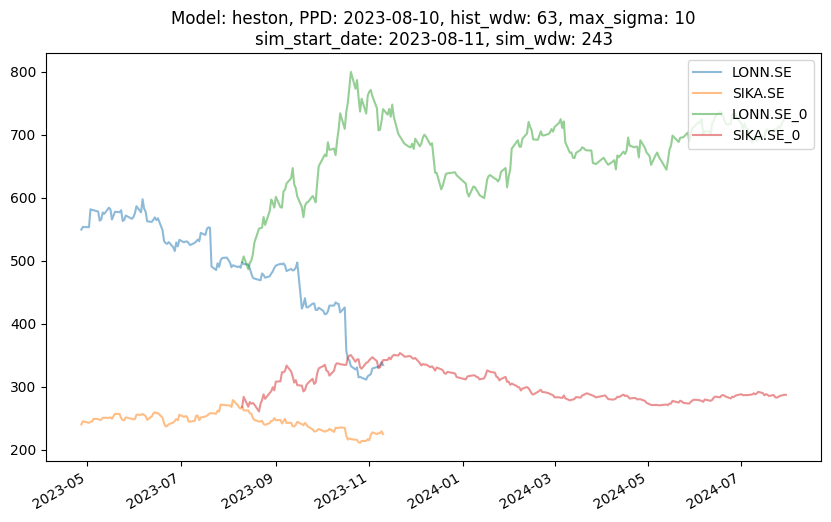 Model: heston, PPD: 2023-08-10, hist_wdw: 63, max_sigma: 10
sim_start_date: 2023-08-11, sim_wdw: 243
LONN.SE
SIKA.SE
LONN.SE_0
SIKA.SE_0
800
700
600
500
400
300
200
2023-05
2023-07
2023-09
2023-11
2024-01
2024-03
2024-05
2024-07